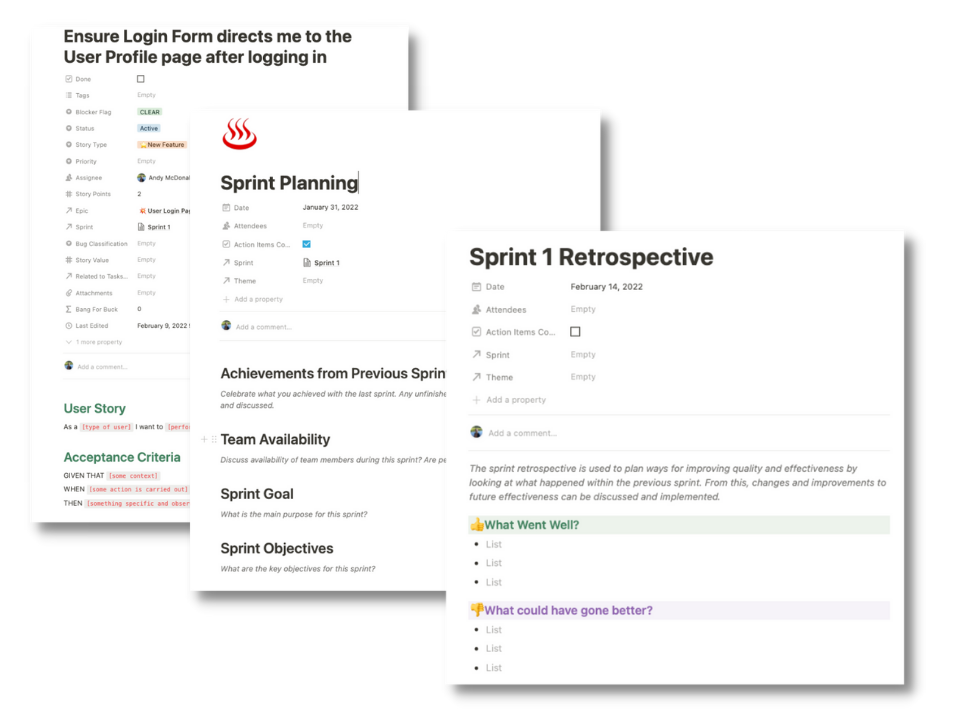 Ensure Login Form directs me to the
User Profile page after logging in
Done
Tags Empty
Blocker Flag CLEAR
Status Active
Story Type New Feature
Priority Empty
Assignee Andy McDonal
Story Points 2
Epic User Login Pag
Sprint Sprint 1
Bug Classification Empty
Story Value Empty
Related to Tasks... Empty
Attachments Empty
Bang For Buck 0
Last Edited February 9, 2022
1 more property
Add a comment...
User Story
As a [type of user] I want to [perfo
Acceptance Criteria
GIVEN THAT [some context]
WHEN [some action is carried out]
THEN [something specific and obser
Sprint Planning
Date January 31, 2022
Attendees Empty
Action Items Co...
Sprint Sprint 1
Theme Empty
Add a property
Add a comment...
Achievements from Previous Sprin
Celebrate what you achieved with the last sprint. Any unfinishe
and discussed.
Team Availability
Discuss availability of team members during this sprint? Are pe
Sprint Goal
What is the main purpose for this sprint?
Sprint Objectives
What are the key objectives for this sprint?
Sprint 1 Retrospective
Date February 14, 2022
Attendees Empty
Action Items Co...
Sprint Empty
Theme Empty
Add a property
Add a comment...
The sprint retrospective is used to plan ways for improving quality and effectiveness by
looking at what happened within the previous sprint. From this, changes and improvements to
future effectiveness can be discussed and implemented.
👍What Went Well?
• List
• List
• List
👎What could have gone better?
• List
• List
• List